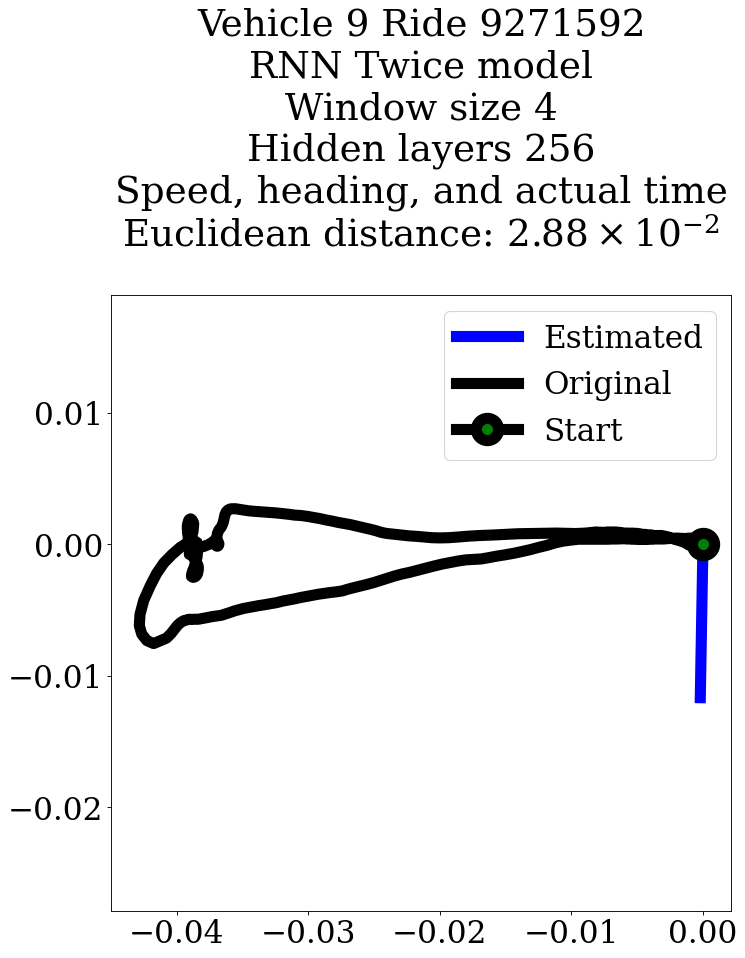 Vehicle 9 Ride 9271592
RNN Twice model
Window size 4
Hidden layers 256
Speed, heading, and actual time
Euclidean distance: 2.88 × 10⁻²
Estimated
Original
Start
0.01
0.00
−0.01
−0.02
−0.04 −0.03 −0.02 −0.01 0.00